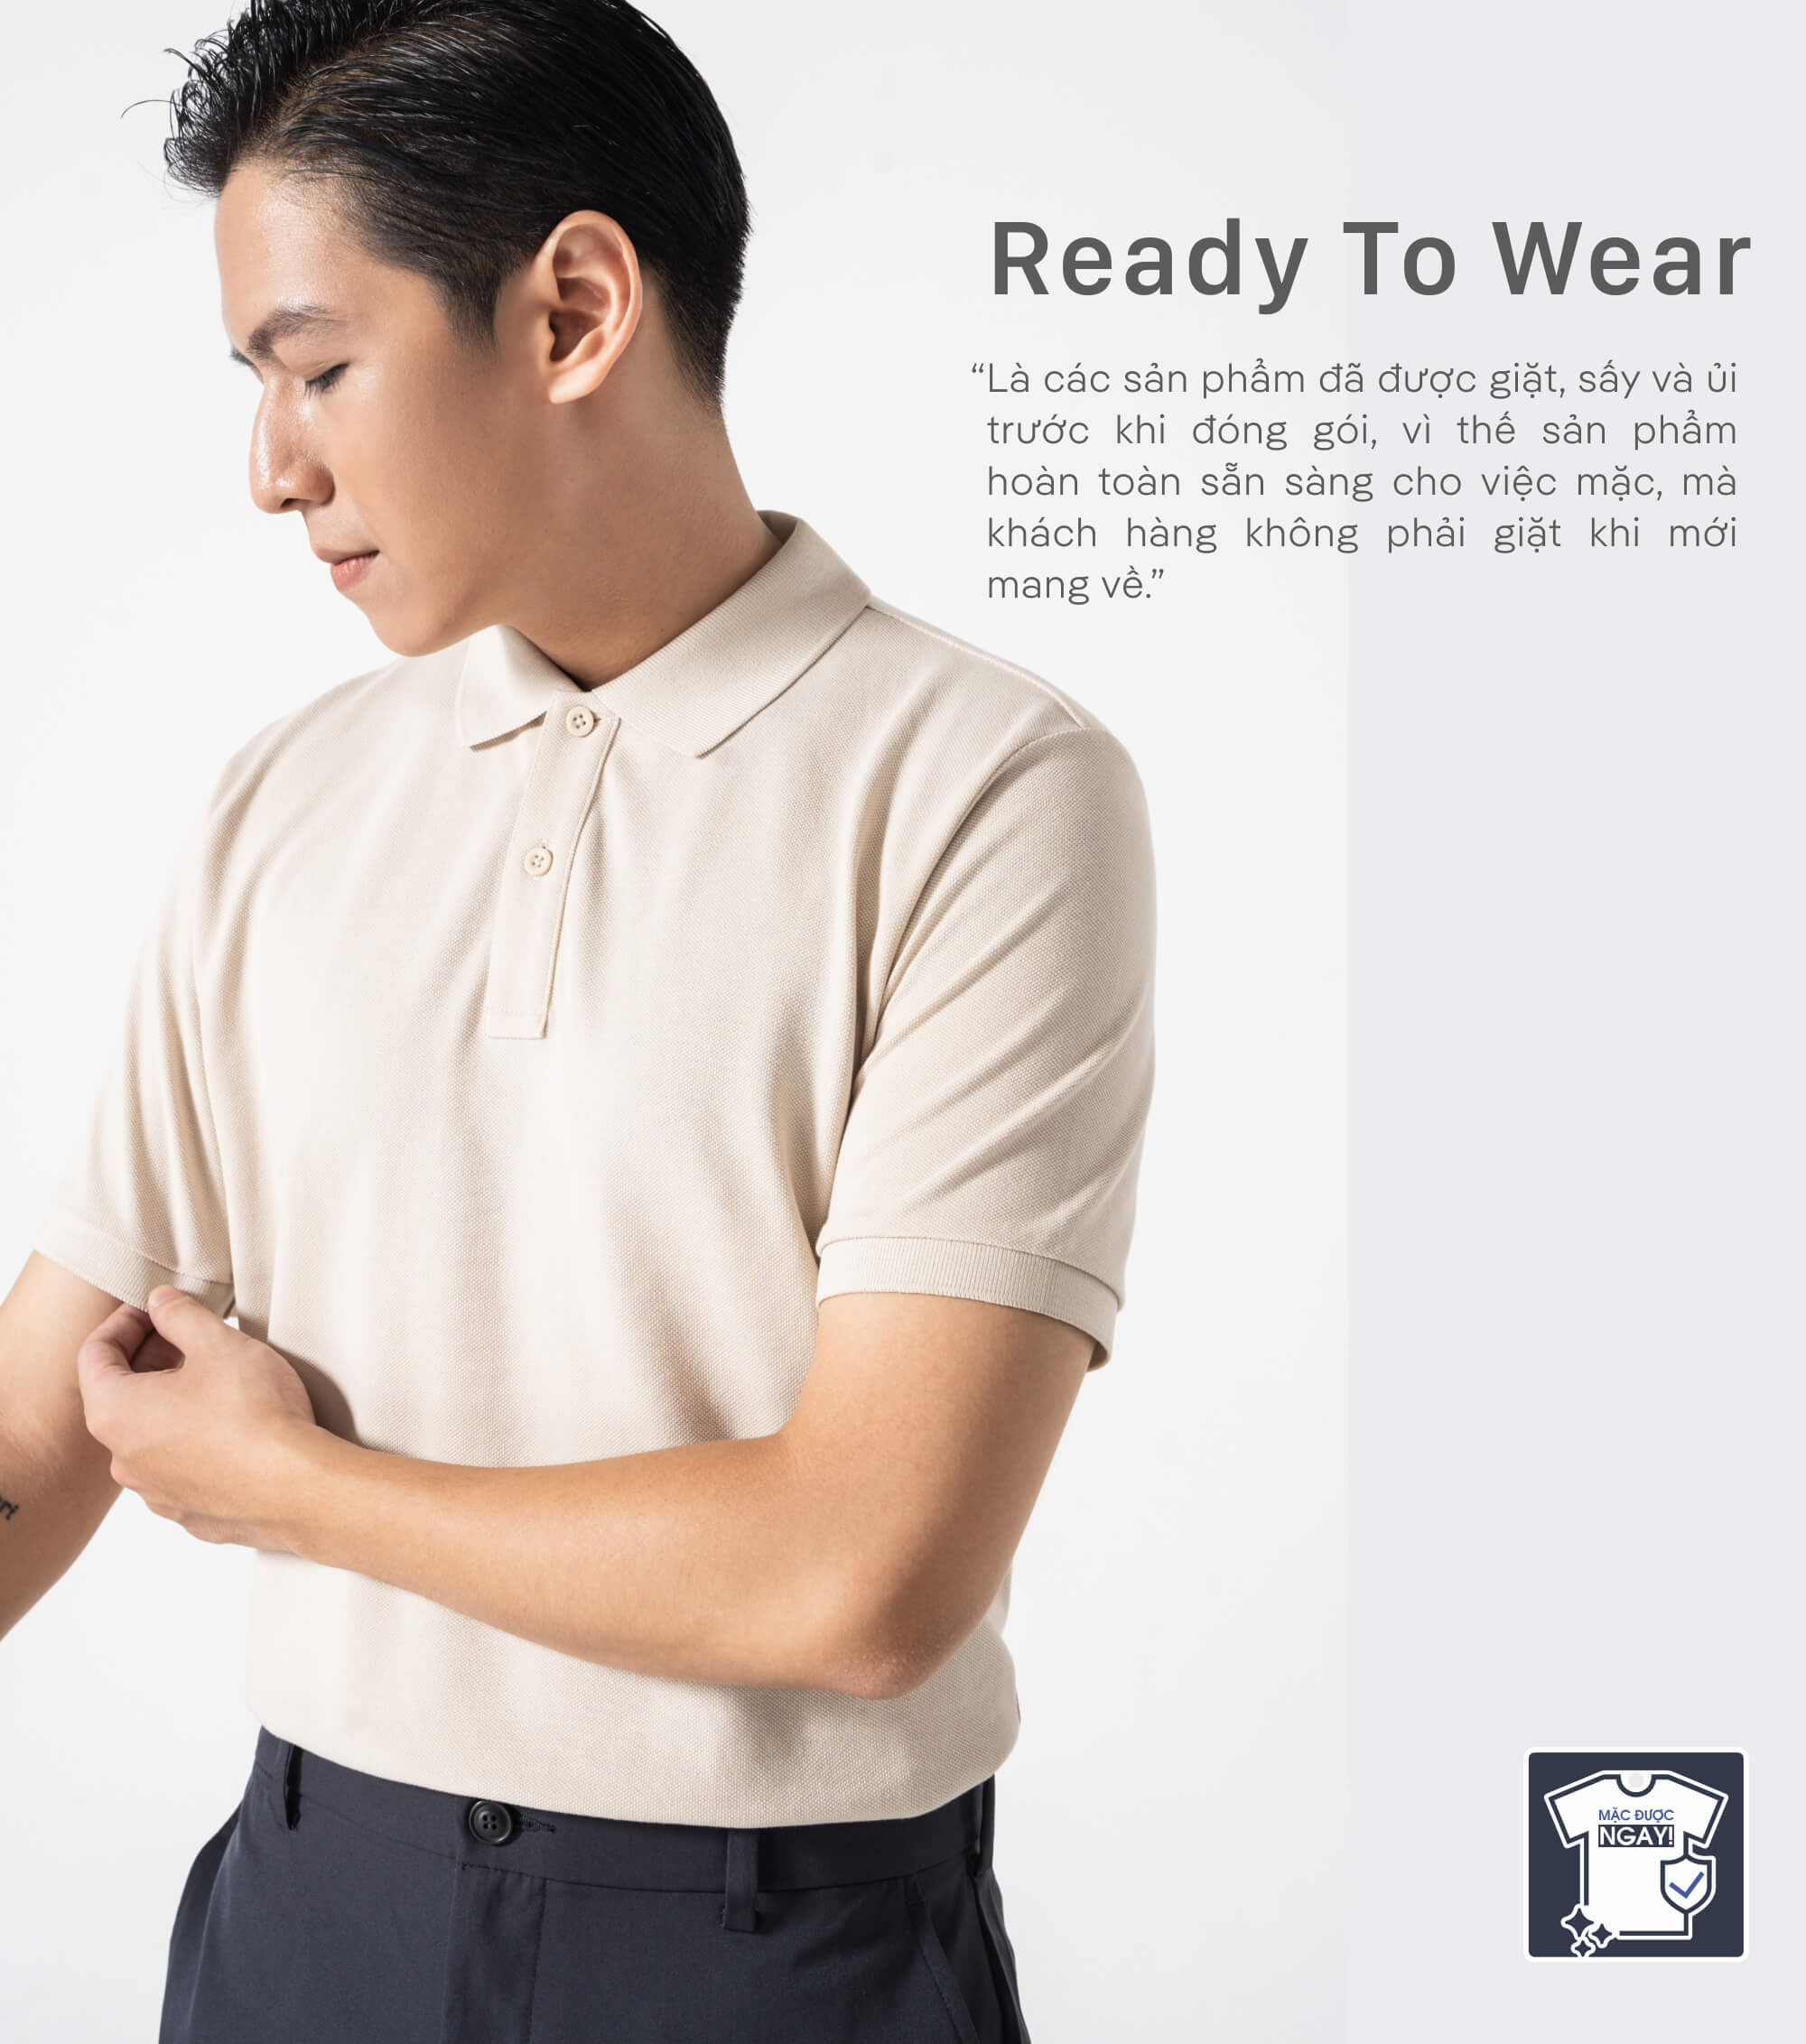 Ready To Wear
“Là các sản phẩm đã được giặt, sấy và ủi
trước khi đóng gói, vì thế sản phẩm
hoàn toàn sẵn sàng cho việc mặc, mà
khách hàng không phải giặt khi mới
mang về.”
MẶC ĐƯỢC
NGAY!